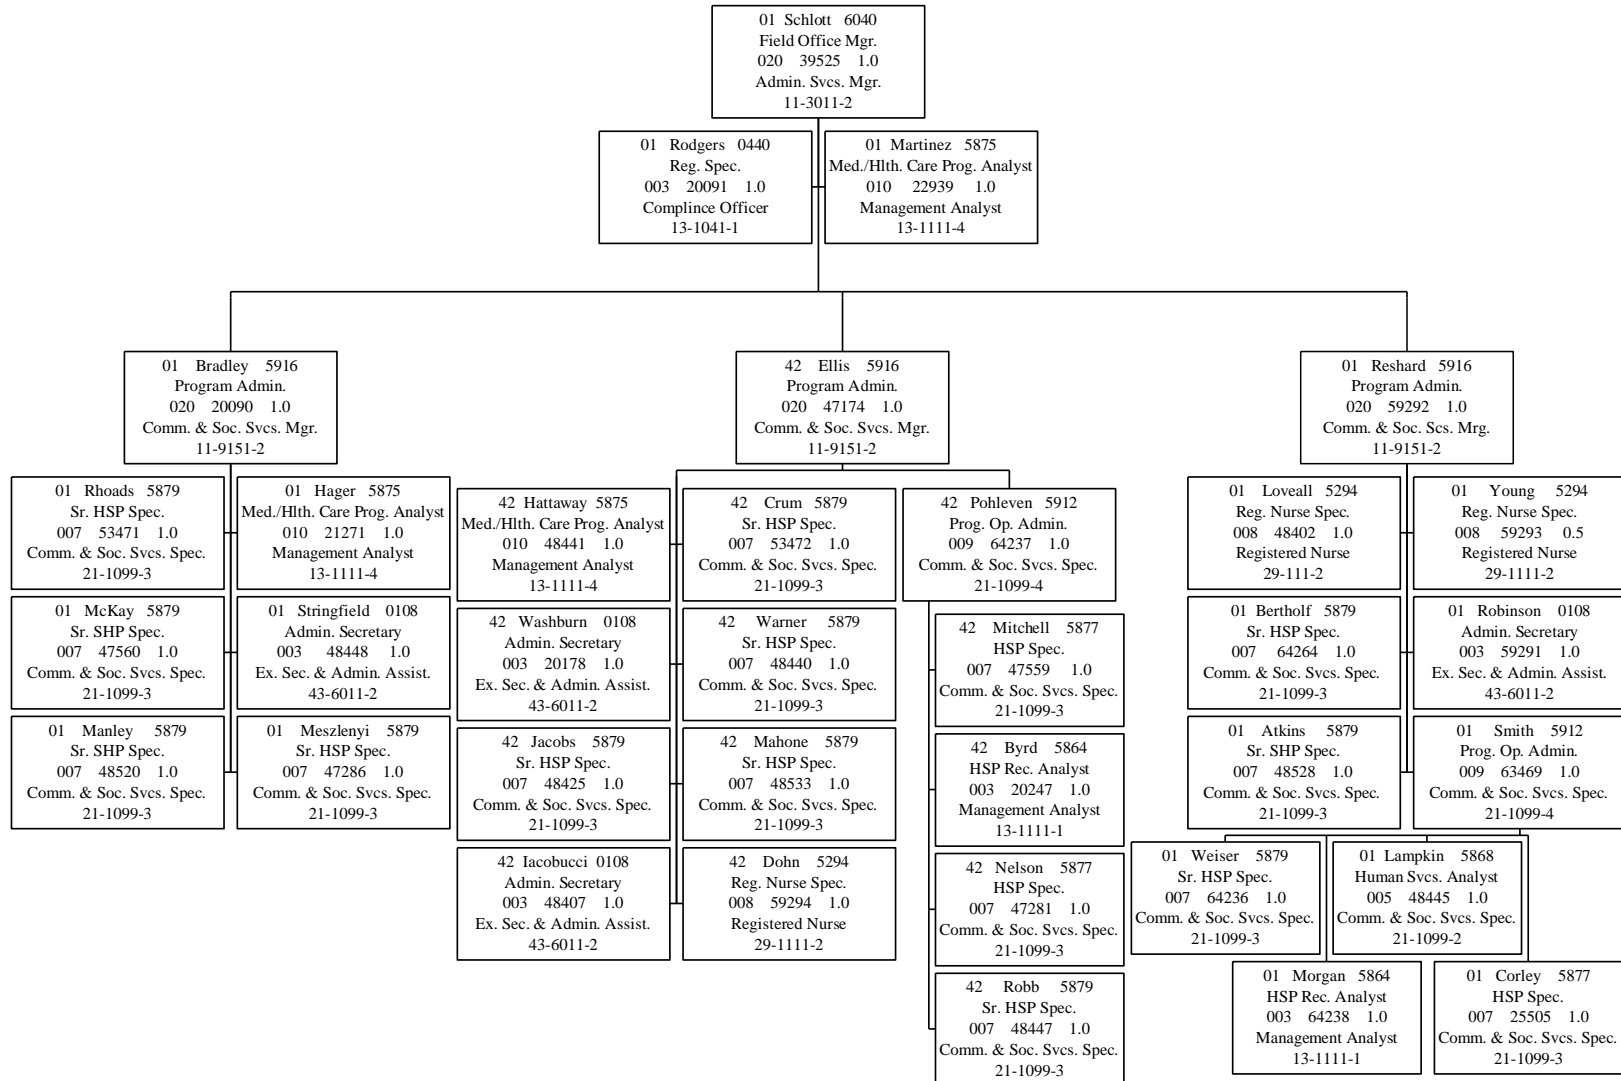 01 Schlott 6040
Field Office Mgr.
020 39525 1.0
Admin. Svcs. Mgr.
11-3011-2
01 Rodgers 0440
Reg. Spec.
003 20091 1.0
Complince Officer
13-1041-1
01 Martinez 5875
Med./Hlth. Care Prog. Analyst
010 22939 1.0
Management Analyst
13-1111-4
01 Bradley 5916
Program Admin.
020 20090 1.0
Comm. & Soc. Svcs. Mgr.
11-9151-2
42 Ellis 5916
Program Admin.
020 47174 1.0
Comm. & Soc. Svcs. Mgr.
11-9151-2
01 Reshard 5916
Program Admin.
020 59292 1.0
Comm. & Soc. Scs. Mrg.
11-9151-2
01 Rhoads 5879
Sr. HSP Spec.
007 53471 1.0
Comm. & Soc. Svcs. Spec.
21-1099-3
01 Hager 5875
Med./Hlth. Care Prog. Analyst
010 21271 1.0
Management Analyst
13-1111-4
01 McKay 5879
Sr. SHP Spec.
007 47560 1.0
Comm. & Soc. Svcs. Spec.
21-1099-3
01 Stringfield 0108
Admin. Secretary
003 48448 1.0
Ex. Sec. & Admin. Assist.
43-6011-2
01 Manley 5879
Sr. SHP Spec.
007 48520 1.0
Comm. & Soc. Svcs. Spec.
21-1099-3
01 Meszlenyi 5879
Sr. HSP Spec.
007 47286 1.0
Comm. & Soc. Svcs. Spec.
21-1099-3
42 Hattaway 5875
Med./Hlth. Care Prog. Analyst
010 48441 1.0
Management Analyst
13-1111-4
42 Crum 5879
Sr. HSP Spec.
007 53472 1.0
Comm. & Soc. Svcs. Spec.
21-1099-3
42 Washburn 0108
Admin. Secretary
003 20178 1.0
Ex. Sec. & Admin. Assist.
43-6011-2
42 Warner 5879
Sr. HSP Spec.
007 48440 1.0
Comm. & Soc. Svcs. Spec.
21-1099-3
42 Jacobs 5879
Sr. HSP Spec.
007 48425 1.0
Comm. & Soc. Svcs. Spec.
21-1099-3
42 Mahone 5879
Sr. HSP Spec.
007 48533 1.0
Comm. & Soc. Svcs. Spec.
21-1099-3
42 Iacobucci 0108
Admin. Secretary
003 48407 1.0
Ex. Sec. & Admin. Assist.
43-6011-2
42 Dohn 5294
Reg. Nurse Spec.
008 59294 1.0
Registered Nurse
29-1111-2
42 Pohleven 5912
Prog. Op. Admin.
009 64237 1.0
Comm. & Soc. Svcs. Spec.
21-1099-4
42 Mitchell 5877
HSP Spec.
007 47559 1.0
Comm. & Soc. Svcs. Spec.
21-1099-3
42 Byrd 5864
HSP Rec. Analyst
003 20247 1.0
Management Analyst
13-1111-1
42 Nelson 5877
HSP Spec.
007 47281 1.0
Comm. & Soc. Svcs. Spec.
21-1099-3
42 Robb 5879
Sr. HSP Spec.
007 48447 1.0
Comm. & Soc. Svcs. Spec.
21-1099-3
01 Loveall 5294
Reg. Nurse Spec.
008 48402 1.0
Registered Nurse
29-111-2
01 Young 5294
Reg. Nurse Spec.
008 59293 0.5
Registered Nurse
29-1111-2
01 Bertholf 5879
Sr. HSP Spec.
007 64264 1.0
Comm. & Soc. Svcs. Spec.
21-1099-3
01 Robinson 0108
Admin. Secretary
003 59291 1.0
Ex. Sec. & Admin. Assist.
43-6011-2
01 Atkins 5879
Sr. SHP Spec.
007 48528 1.0
Comm. & Soc. Svcs. Spec.
21-1099-3
01 Smith 5912
Prog. Op. Admin.
009 63469 1.0
Comm. & Soc. Svcs. Spec.
21-1099-4
01 Weiser 5879
Sr. HSP Spec.
007 64236 1.0
Comm. & Soc. Svcs. Spec.
21-1099-3
01 Lampkin 5868
Human Svcs. Analyst
005 48445 1.0
Comm. & Soc. Svcs. Spec.
21-1099-2
01 Morgan 5864
HSP Rec. Analyst
003 64238 1.0
Management Analyst
13-1111-1
01 Corley 5877
HSP Spec.
007 25505 1.0
Comm. & Soc. Svcs. Spec.
21-1099-3